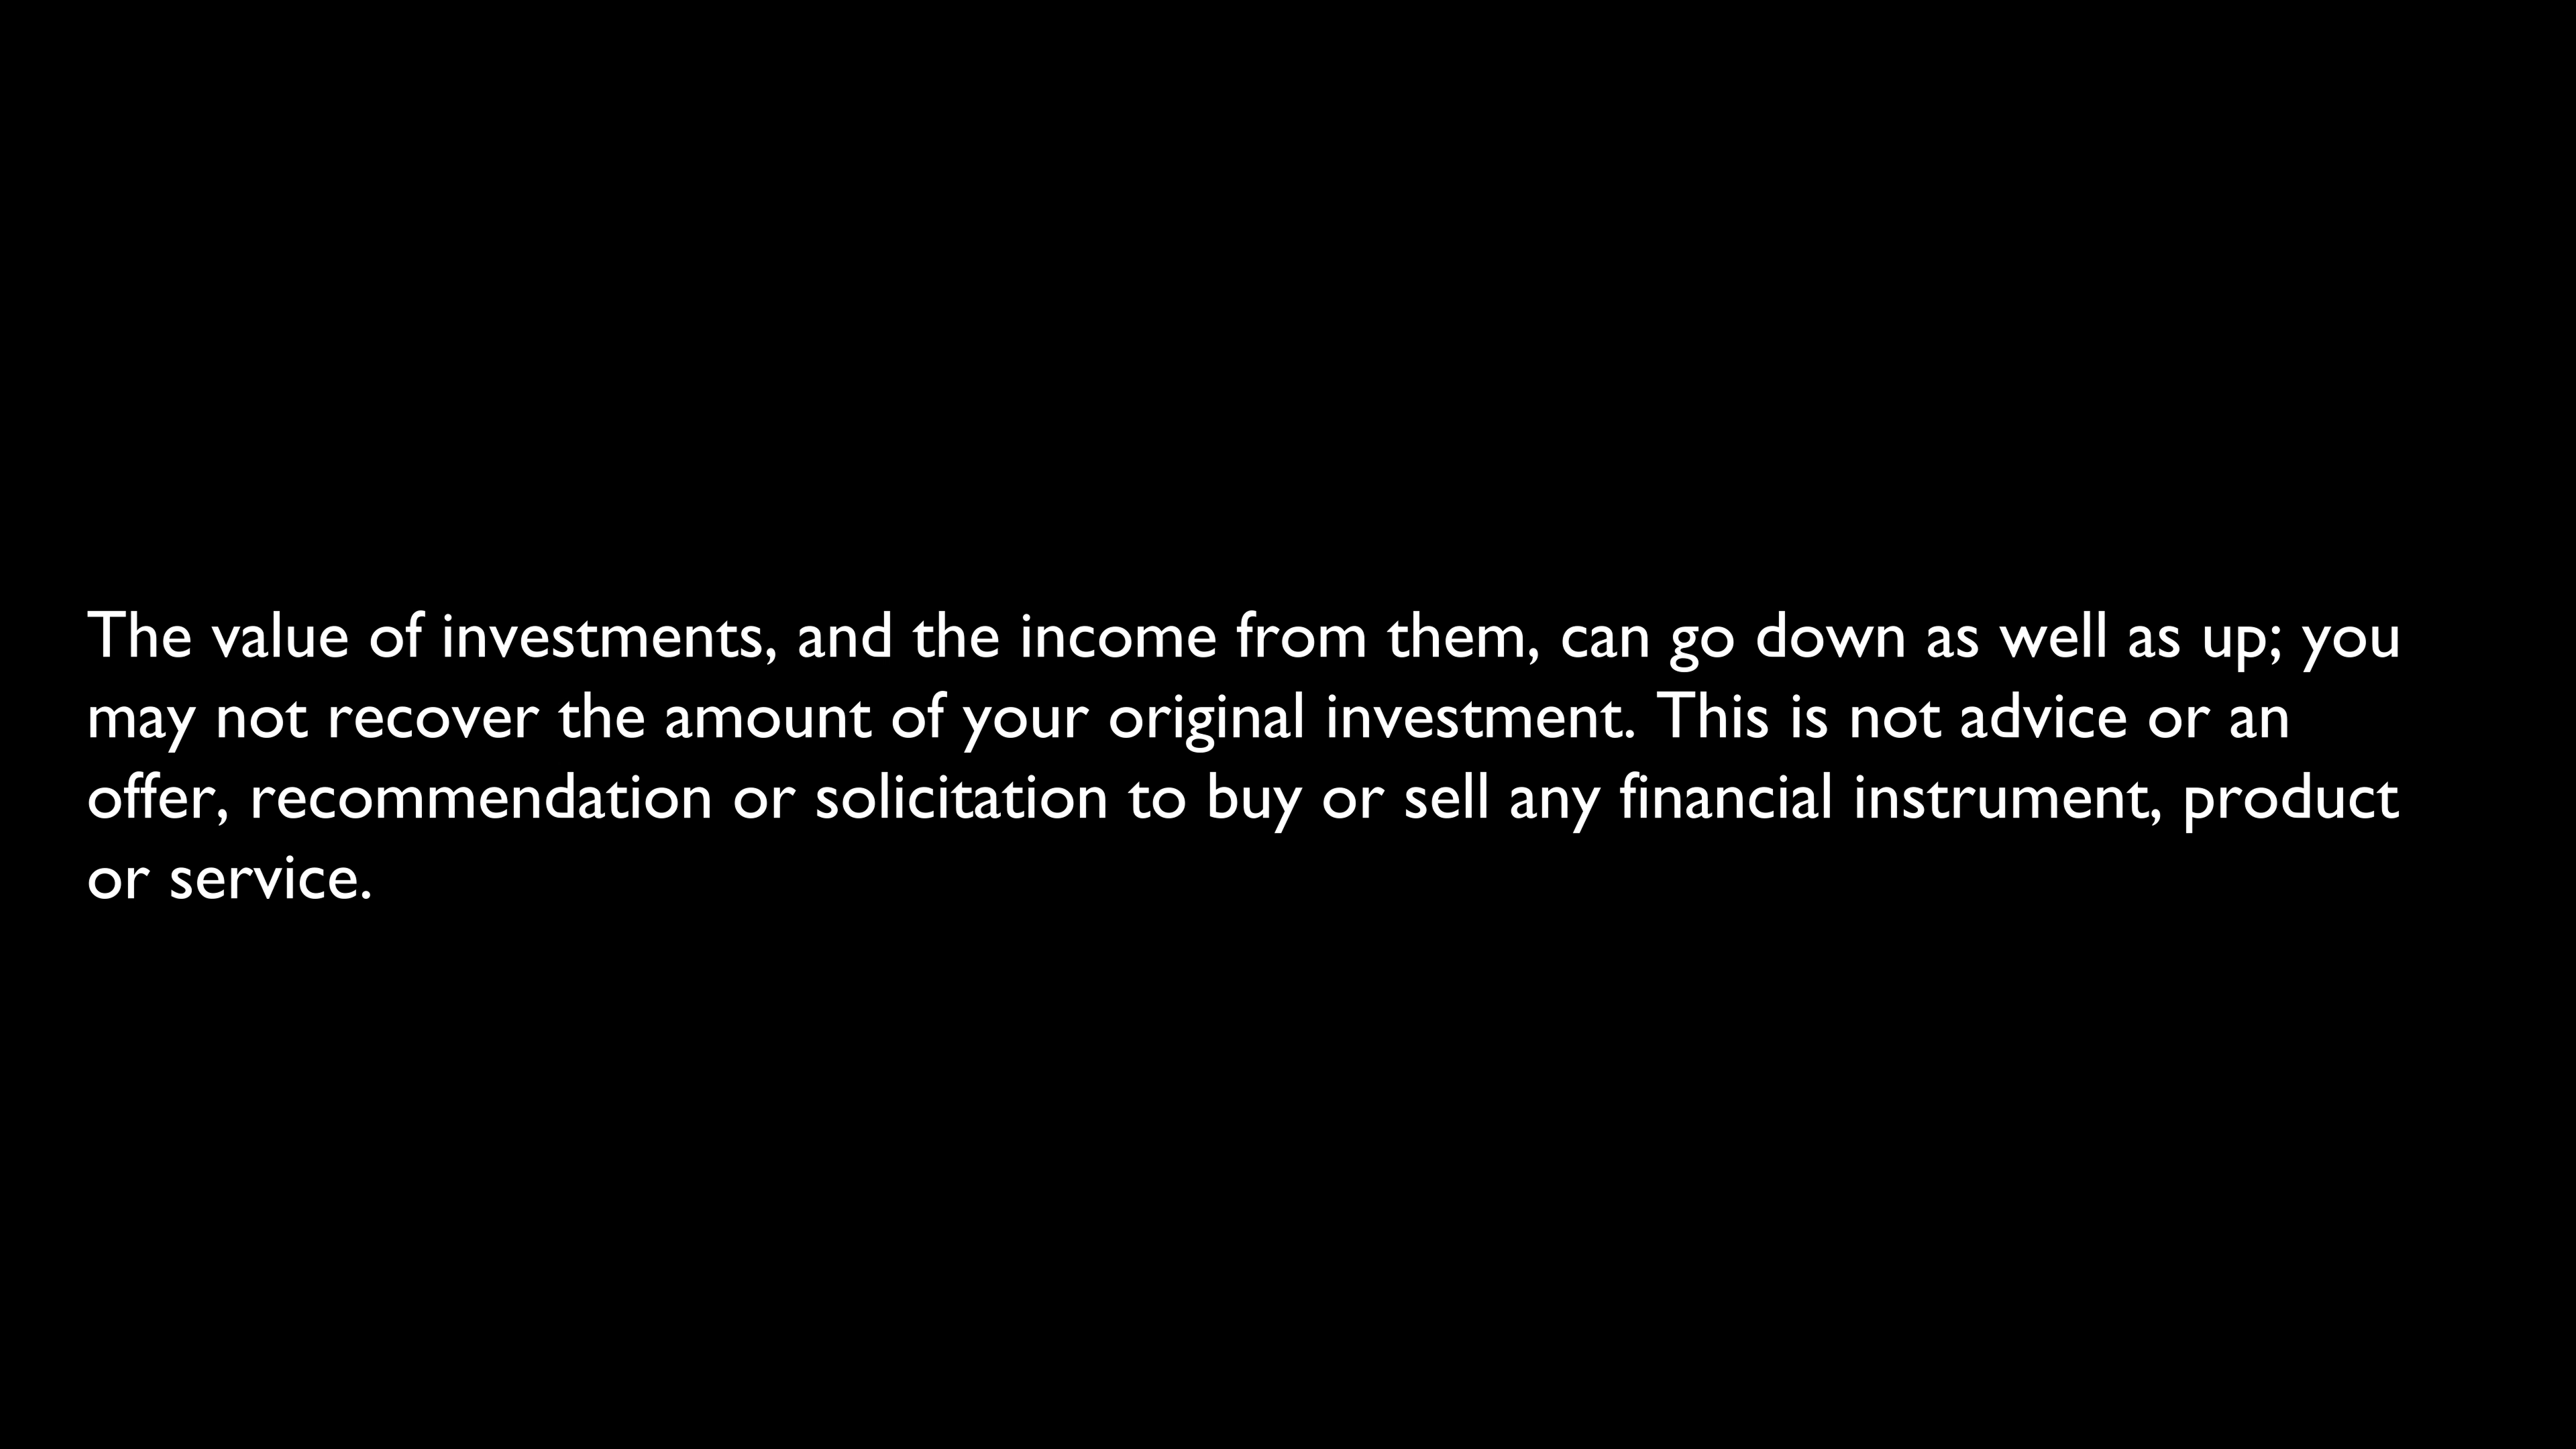 The value of investments, and the income from them, can go down as well as up; you
may not recover the amount of your original investment. This is not advice or an
offer, recommendation or solicitation to buy or sell any financial instrument, product
or service.